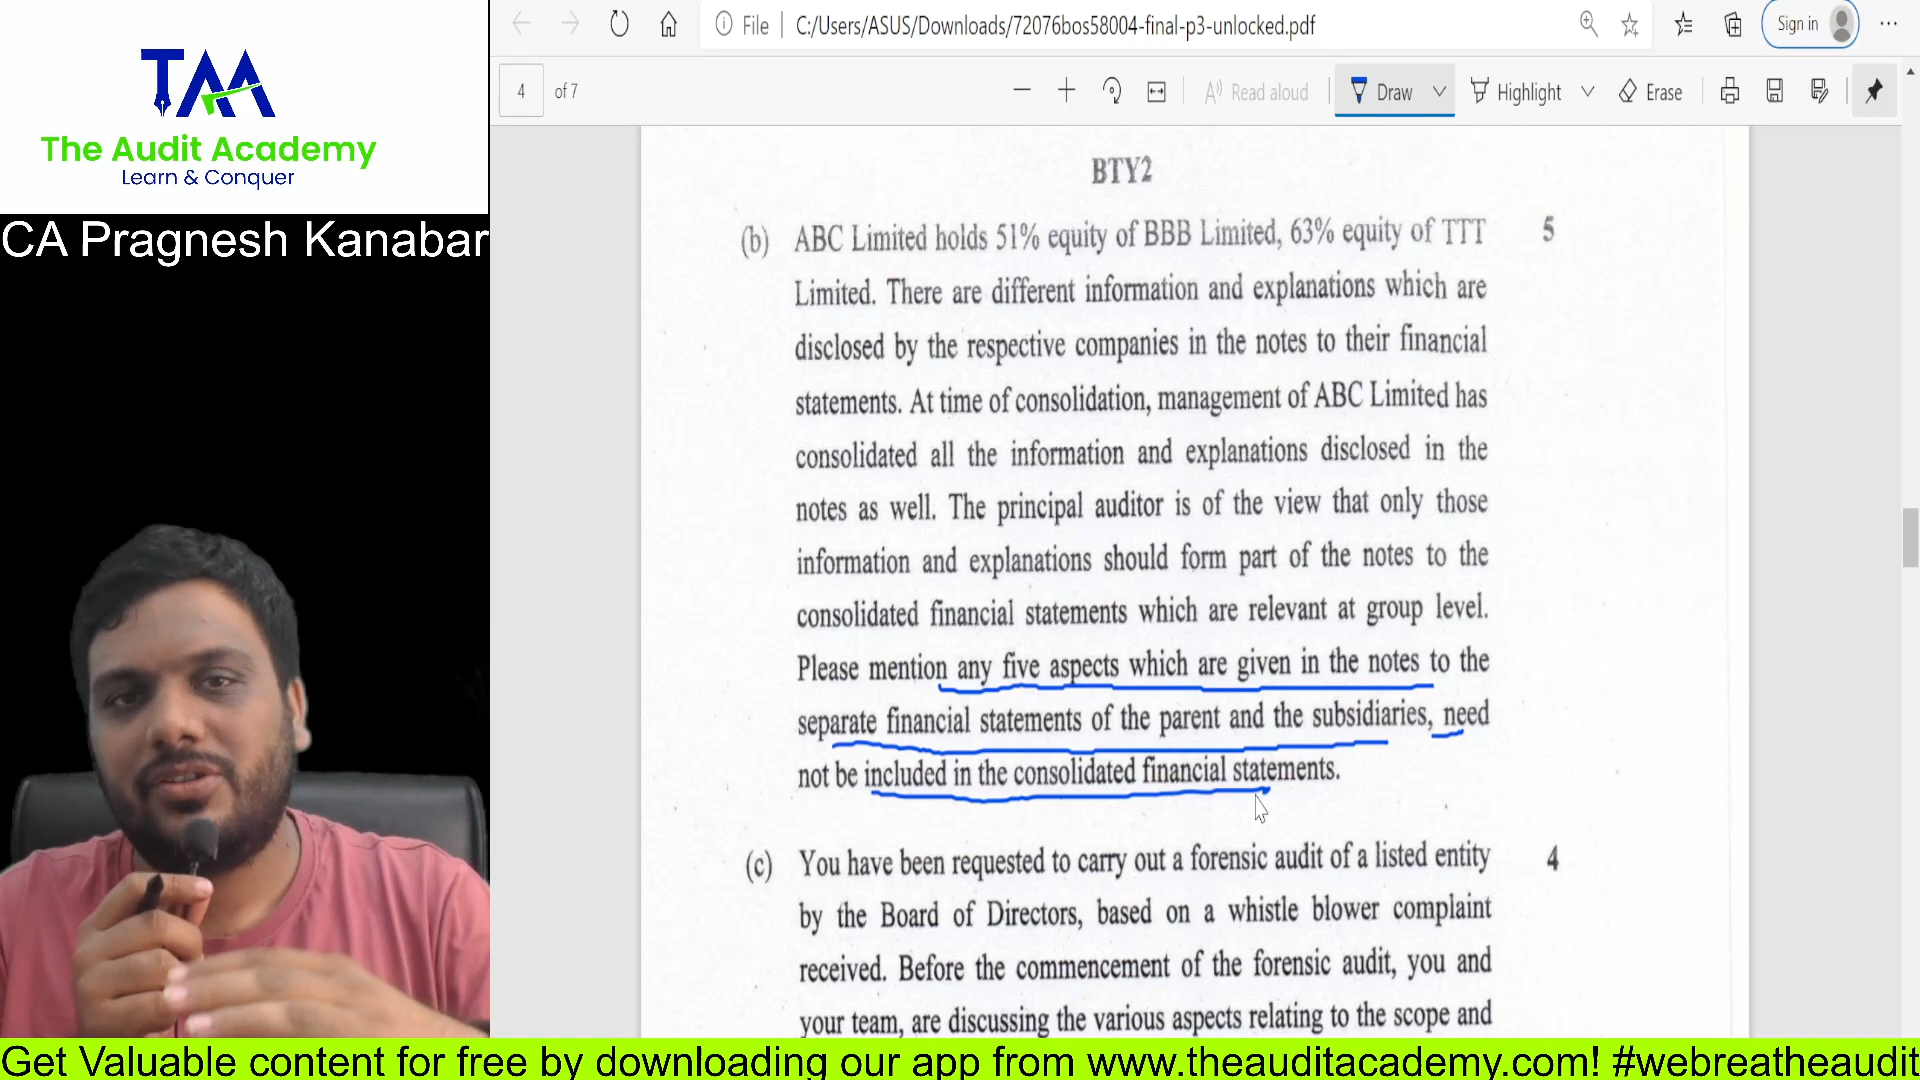 TAA
The Audit Academy
Learn & Conquer
CA Pragnesh Kanabar
File
C:/Users/ASUS/Downloads/72076bos58004-final-p3-unlocked.pdf
Sign in
4 of 7
Read aloud
Draw
Highlight
Erase
BTY2
(b) ABC Limited holds 51% equity of BBB Limited, 63% equity of TTT 5
Limited. There are different information and explanations which are
disclosed by the respective companies in the notes to their financial
statements. At time of consolidation, management of ABC Limited has
consolidated all the information and explanations disclosed in the
notes as well. The principal auditor is of the view that only those
information and explanations should form part of the notes to the
consolidated financial statements which are relevant at group level.
Please mention any five aspects which are given in the notes to the
separate financial statements of the parent and the subsidiaries, need
not be included in the consolidated financial statements.
(c) You have been requested to carry out a forensic audit of a listed entity 4
by the Board of Directors, based on a whistle blower complaint
received. Before the commencement of the forensic audit, you and
your team, are discussing the various aspects relating to the scope and
Get Valuable content for free by downloading our app from www.theauditacademy.com! #webreatheaudit